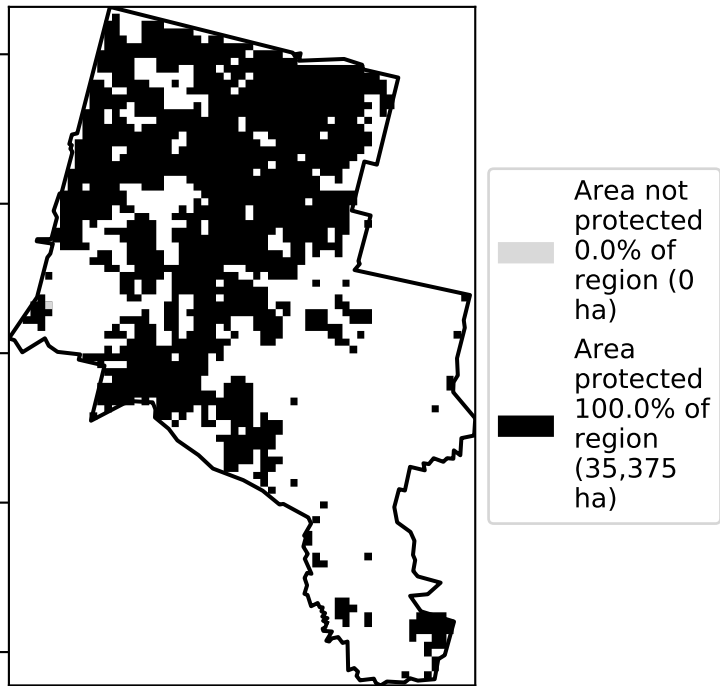 Area not
protected
0.0% of
region (0
ha)
Area
protected
100.0% of
region
(35,375
ha)